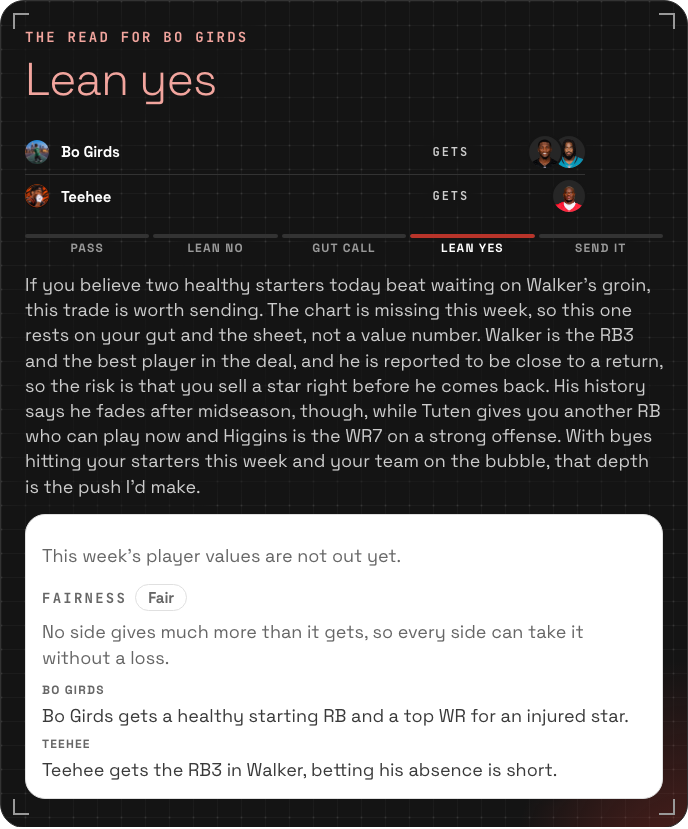 THE READ FOR BO GIRDS
Lean yes
Bo Girds GETS
Teehee GETS
PASS LEAN NO GUT CALL LEAN YES SEND IT
If you believe two healthy starters today beat waiting on Walker's groin,
this trade is worth sending. The chart is missing this week, so this one
rests on your gut and the sheet, not a value number. Walker is the RB3
and the best player in the deal, and he is reported to be close to a return,
so the risk is that you sell a star right before he comes back. His history
says he fades after midseason, though, while Tuten gives you another RB
who can play now and Higgins is the WR7 on a strong offense. With byes
hitting your starters this week and your team on the bubble, that depth
is the push I'd make.
This week's player values are not out yet.
FAIRNESS Fair
No side gives much more than it gets, so every side can take it
without a loss.
BO GIRDS
Bo Girds gets a healthy starting RB and a top WR for an injured star.
TEEHEE
Teehee gets the RB3 in Walker, betting his absence is short.